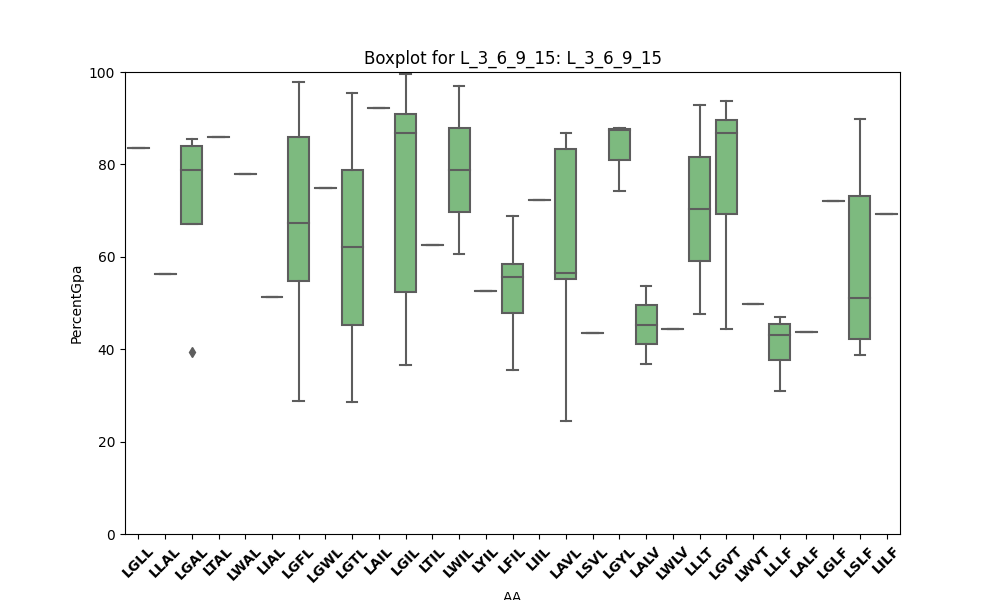 Boxplot for L_3_6_9_15: L_3_6_9_15
PercentGpa
100
80
60
40
20
0
LGLL LLAL LGAL LTAL LWAL LIAL LGFL LGWL LGTL LAIL LGIL LTIL LWIL LYIL LFIL LIIL LAVL LSVL LGYL LALV LWLV LLLT LGVT LWVT LLLF LALF LGLF LSLF LILF
AA